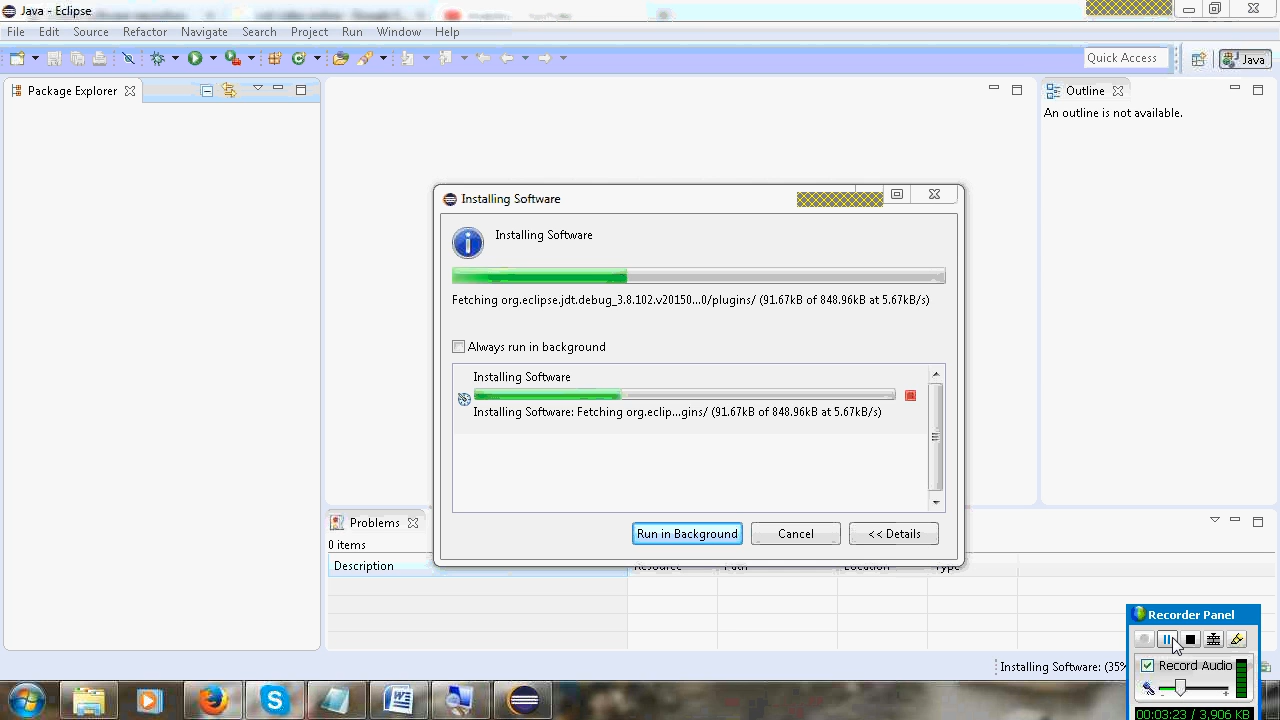 Java - Eclipse
File Edit Source Refactor Navigate Search Project Run Window Help
Quick Access
Java
Package Explorer
Outline
An outline is not available.
Installing Software
Installing Software
Fetching org.eclipse.jdt.debug_3.8.102.v20150...0/plugins/ (91.67kB of 848.96kB at 5.67kB/s)
Always run in background
Installing Software
Installing Software: Fetching org.eclip...gins/ (91.67kB of 848.96kB at 5.67kB/s)
Run in Background
Cancel
<< Details
Problems
0 items
Description Resource Path Location Type
Installing Software: (35%
Recorder Panel
Record Audio
00:03:23 / 3,906 KB